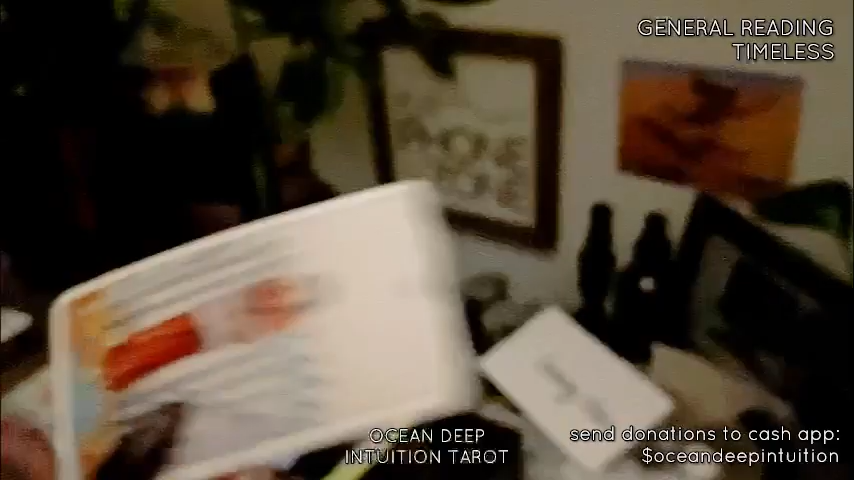 GENERAL READING
TIMELESS
OCEAN DEEP
INTUITION TAROT
send donations to cash app:
$oceandeepintuition